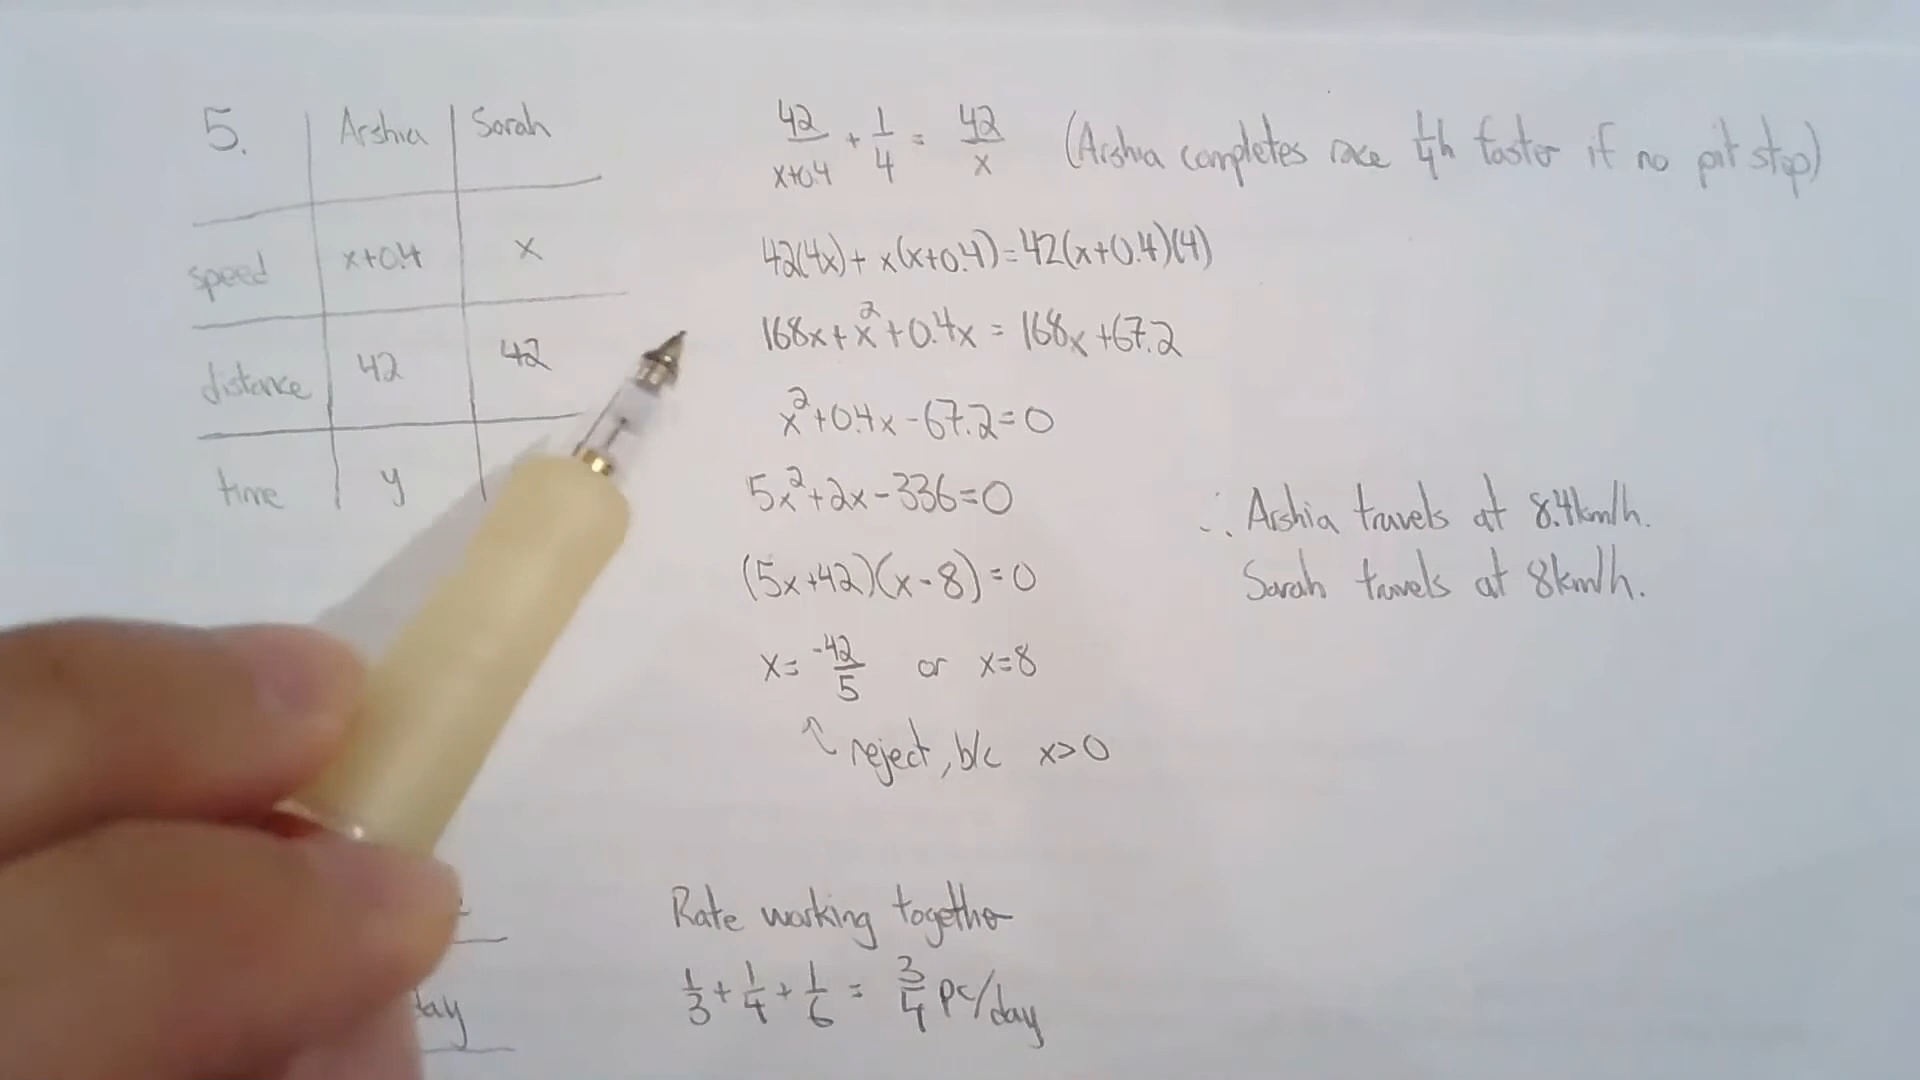 5. Arshia Sarah
speed x+0.4 x
distance 42 42
time y
42/(x+0.4) + 1/4 = 42/x (Arshia completes race 1/4h faster if no pit stop)
42(4x)+x(x+0.4)=42(x+0.4)(4)
168x+x²+0.4x=168x+67.2
x²+0.4x-67.2=0
5x²+2x-336=0
(5x+42)(x-8)=0
x=-42/5 or x=8
↑ reject, b/c x>0
∴ Arshia travels at 8.4km/h.
Sarah travels at 8km/h.
Rate working together
1/3+1/4+1/6=3/4 pc/day
day